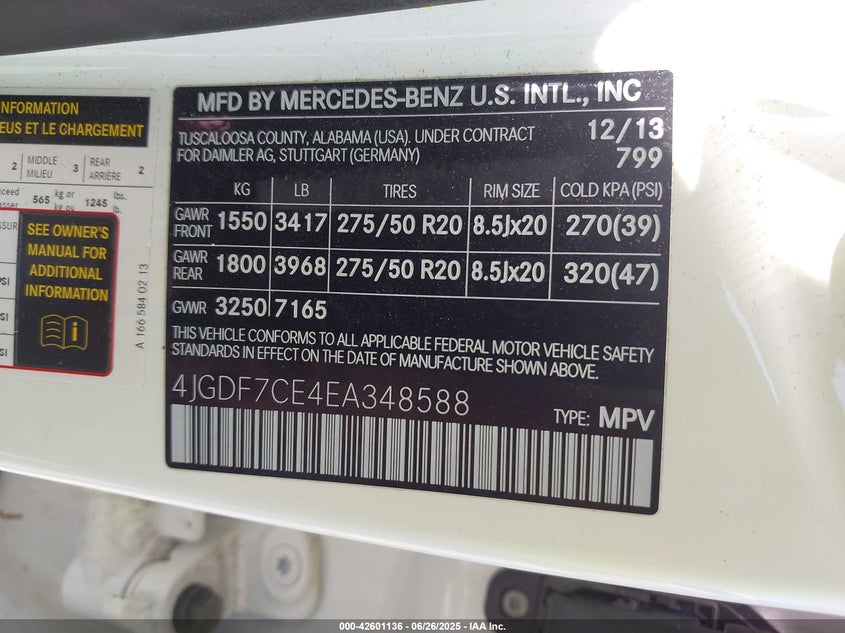 INFORMATION
EUS ET LE CHARGEMENT
2 MIDDLE MILIEU 3 REAR ARRIÈRE 2
565 kg or 1245 lbs.
kg ou lb.
SEE OWNER'S
MANUAL FOR
ADDITIONAL
INFORMATION
A 166 584 02 13
MFD BY MERCEDES-BENZ U.S. INTL., INC
TUSCALOOSA COUNTY, ALABAMA (USA). UNDER CONTRACT 12/13
FOR DAIMLER AG, STUTTGART (GERMANY) 799
KG LB TIRES RIM SIZE COLD KPA (PSI)
GAWR FRONT 1550 3417 275/50 R20 8.5Jx20 270(39)
GAWR REAR 1800 3968 275/50 R20 8.5Jx20 320(47)
GVWR 3250 7165
THIS VEHICLE CONFORMS TO ALL APPLICABLE FEDERAL MOTOR VEHICLE SAFETY
STANDARDS IN EFFECT ON THE DATE OF MANUFACTURE SHOWN ABOVE.
4JGDF7CE4EA348588
TYPE: MPV
000-42601136 - 06/26/2025 - IAA Inc.